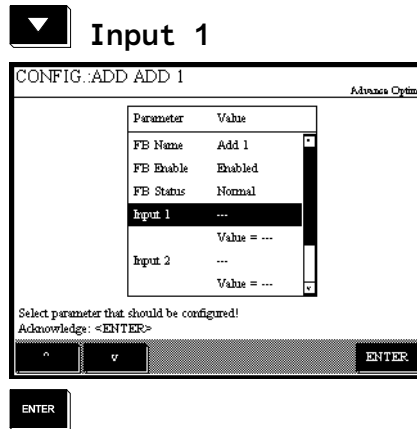 Input 1
CONFIG.:ADD ADD 1
Advance Optim
Parameter Value
FB Name Add 1
FB Enable Enabled
FB Status Normal
Input 1 ---
Value = ---
Input 2 ---
Value = ---
Select parameter that should be configured!
Acknowledge: <ENTER>
^ v ENTER
ENTER